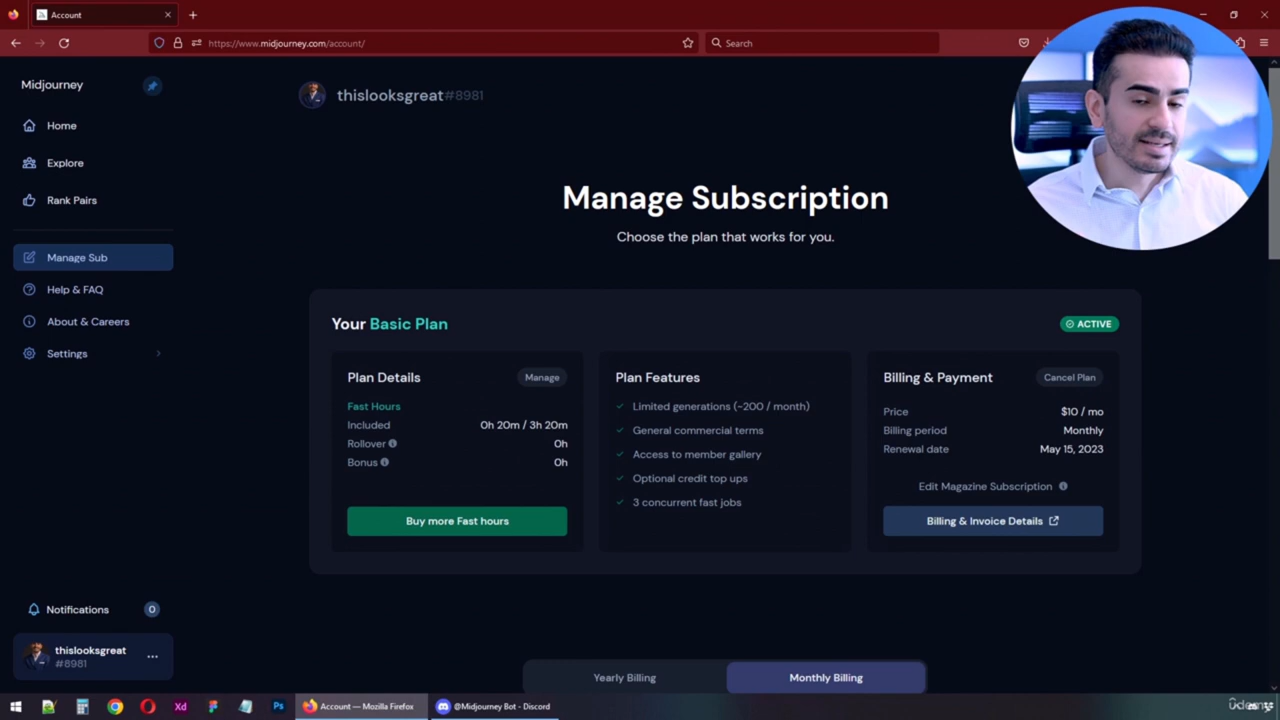 Account
https://www.midjourney.com/account/
Search
Midjourney
Home
Explore
Rank Pairs
Manage Sub
Help & FAQ
About & Careers
Settings
Notifications
0
thislooksgreat
#8981
thislooksgreat#8981
Manage Subscription
Choose the plan that works for you.
Your Basic Plan
ACTIVE
Plan Details
Manage
Fast Hours
Included
0h 20m / 3h 20m
Rollover
0h
Bonus
0h
Buy more Fast hours
Plan Features
Limited generations (~200 / month)
General commercial terms
Access to member gallery
Optional credit top ups
3 concurrent fast jobs
Billing & Payment
Cancel Plan
Price
$10 / mo
Billing period
Monthly
Renewal date
May 15, 2023
Edit Magazine Subscription
Billing & Invoice Details
Yearly Billing
Monthly Billing
Xd
Ps
Account — Mozilla Firefox
@Midjourney Bot - Discord